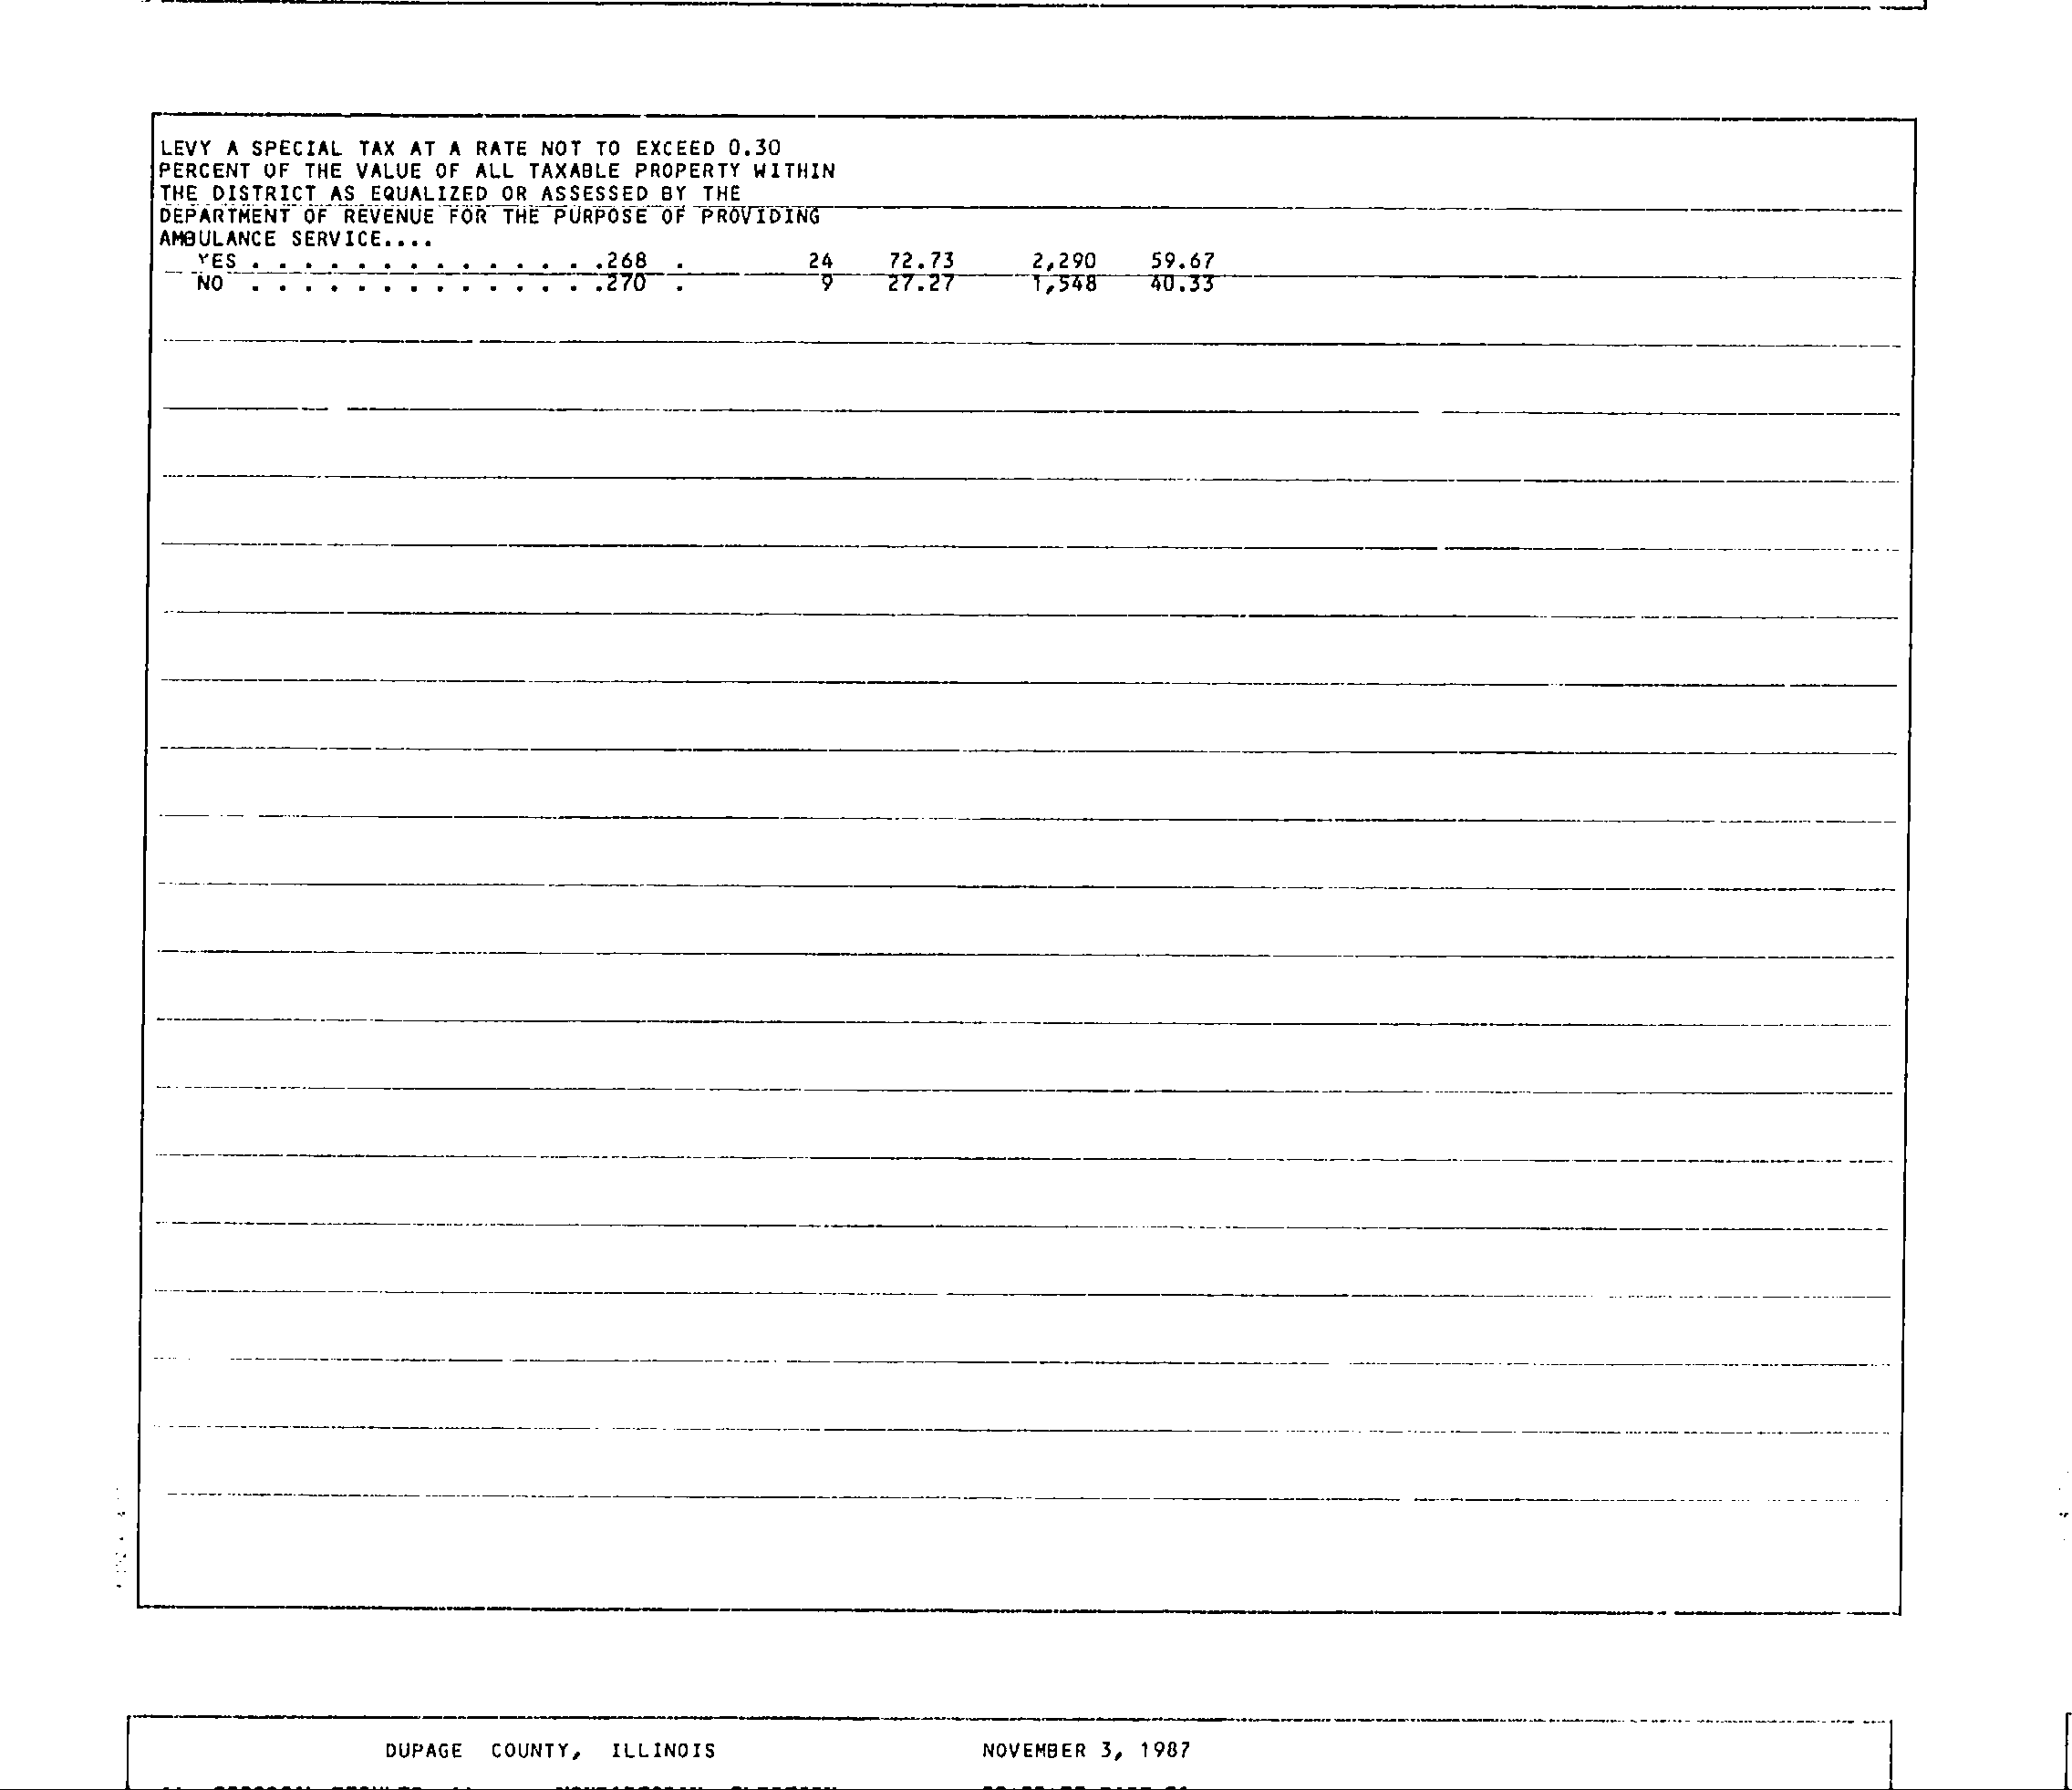 LEVY A SPECIAL TAX AT A RATE NOT TO EXCEED 0.30
PERCENT OF THE VALUE OF ALL TAXABLE PROPERTY WITHIN
THE DISTRICT AS EQUALIZED OR ASSESSED BY THE
DEPARTMENT OF REVENUE FOR THE PURPOSE OF PROVIDING
AMBULANCE SERVICE....
YES . . . . . . . . . . . . . .268 . 24 72.73 2,290 59.67
NO . . . . . . . . . . . . . .270 . 9 27.27 1,548 40.33
DUPAGE COUNTY, ILLINOIS NOVEMBER 3, 1987